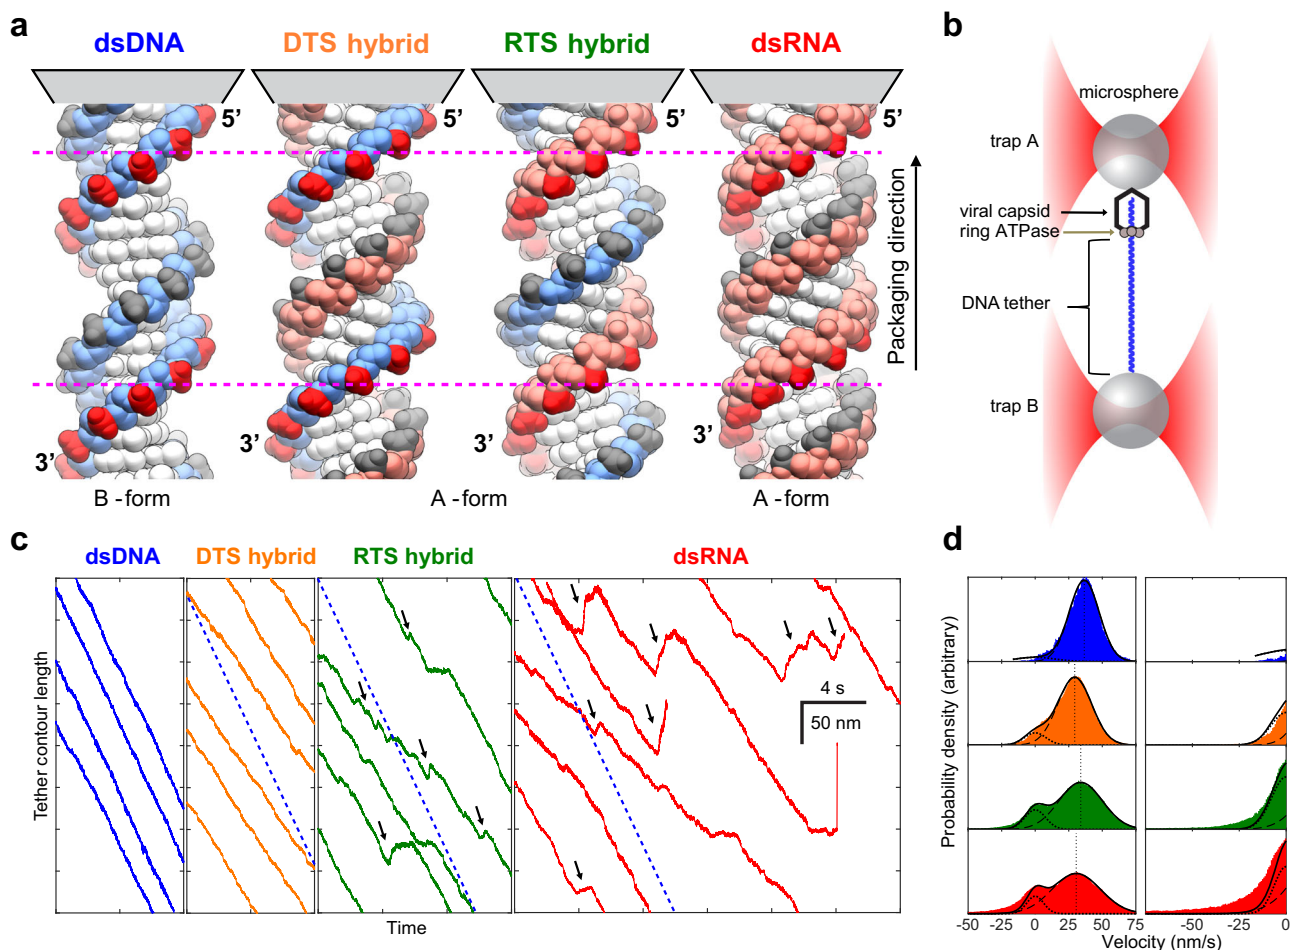 a
dsDNA
DTS hybrid
RTS hybrid
dsRNA
5’
5’
5’
5’
3’
3’
3’
3’
B -form
A -form
A -form
Packaging direction
b
microsphere
trap A
viral capsid
ring ATPase
DNA tether
trap B
c
dsDNA
DTS hybrid
RTS hybrid
dsRNA
4 s
50 nm
Tether contour length
Time
d
Probability density (arbitrary)
-50 -25 0 25 50 75
-50 -25 0
Velocity (nm/s)